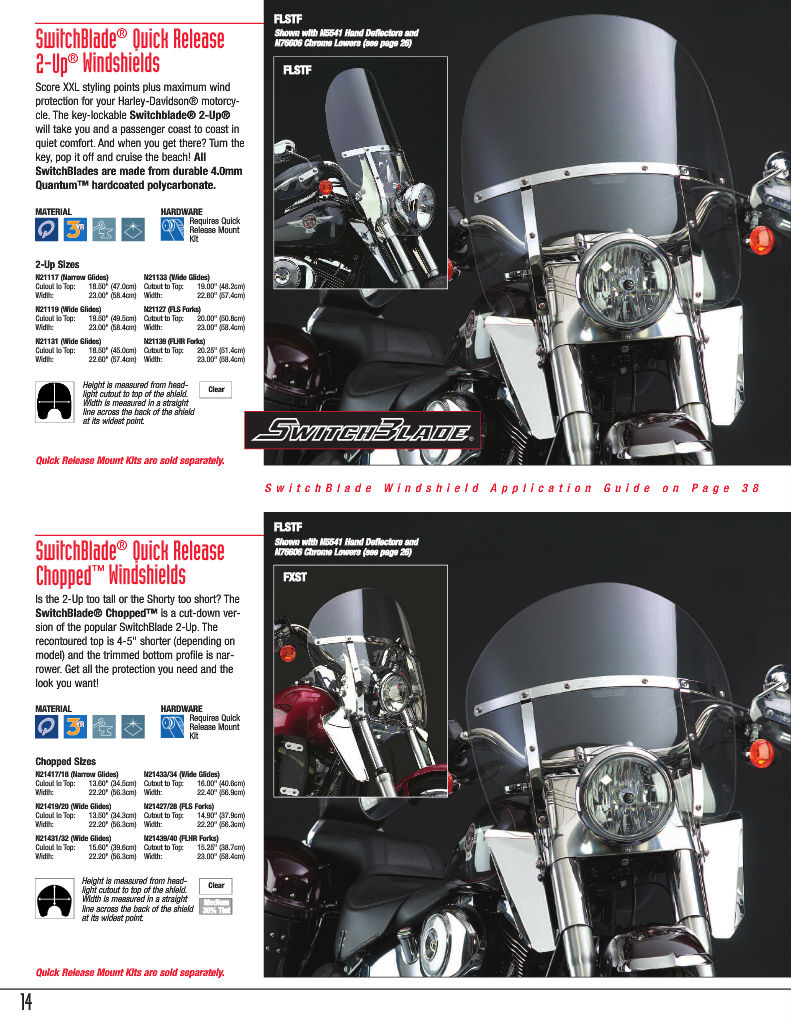 SwitchBlade® Quick Release
2-Up® Windshields
Score XXL styling points plus maximum wind
protection for your Harley-Davidson® motorcy-
cle. The key-lockable Switchblade® 2-Up®
will take you and a passenger coast to coast in
quiet comfort. And when you get there? Turn the
key, pop it off and cruise the beach! All
SwitchBlades are made from durable 4.0mm
Quantum™ hardcoated polycarbonate.
MATERIAL
Q
3YR
HARDWARE
Requires Quick
Release Mount
Kit
2-Up Sizes
N21117 (Narrow Glides)
Cutout to Top: 18.50" (47.0cm)
Width: 23.00" (58.4cm)
N21133 (Wide Glides)
Cutout to Top: 19.00" (48.2cm)
Width: 22.60" (57.4cm)
N21119 (Wide Glides)
Cutout to Top: 19.50" (49.5cm)
Width: 23.00" (58.4cm)
N21127 (FLS Forks)
Cutout to Top: 20.00" (50.8cm)
Width: 23.00" (58.4cm)
N21131 (Wide Glides)
Cutout to Top: 18.50" (45.0cm)
Width: 22.60" (57.4cm)
N21139 (FLHR Forks)
Cutout to Top: 20.25" (51.4cm)
Width: 23.00" (58.4cm)
Height is measured from head-
light cutout to top of the shield.
Width is measured in a straight
line across the back of the shield
at its widest point.
Clear
Quick Release Mount Kits are sold separately.
FLSTF
Shown with N5541 Hand Deflectors and
N76606 Chrome Lowers (see page 26)
FLSTF
SWITCHBLADE®
SwitchBlade Windshield Application Guide on Page 38
SwitchBlade® Quick Release
Chopped™ Windshields
Is the 2-Up too tall or the Shorty too short? The
SwitchBlade® Chopped™ is a cut-down ver-
sion of the popular SwitchBlade 2-Up. The
recontoured top is 4-5" shorter (depending on
model) and the trimmed bottom profile is nar-
rower. Get all the protection you need and the
look you want!
MATERIAL
Q
3YR
HARDWARE
Requires Quick
Release Mount
Kit
Chopped Sizes
N21417/18 (Narrow Glides)
Cutout to Top: 13.60" (34.5cm)
Width: 22.20" (56.3cm)
N21433/34 (Wide Glides)
Cutout to Top: 16.00" (40.6cm)
Width: 22.40" (56.9cm)
N21419/20 (Wide Glides)
Cutout to Top: 13.50" (34.3cm)
Width: 22.20" (56.3cm)
N21427/28 (FLS Forks)
Cutout to Top: 14.90" (37.9cm)
Width: 22.20" (56.3cm)
N21431/32 (Wide Glides)
Cutout to Top: 15.60" (39.6cm)
Width: 22.20" (56.3cm)
N21439/40 (FLHR Forks)
Cutout to Top: 15.25" (38.7cm)
Width: 23.00" (58.4cm)
Height is measured from head-
light cutout to top of the shield.
Width is measured in a straight
line across the back of the shield
at its widest point.
Clear
Medium
36% Tint
Quick Release Mount Kits are sold separately.
FLSTF
Shown with N5541 Hand Deflectors and
N76606 Chrome Lowers (see page 26)
FXST
14